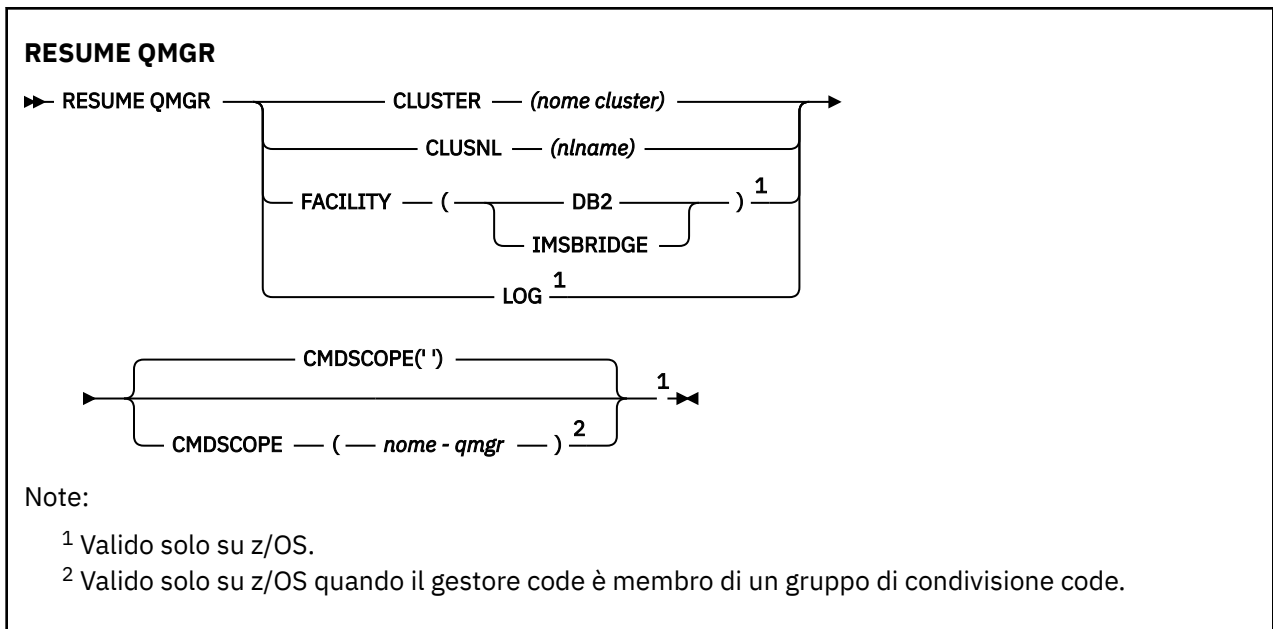 RESUME QMGR
RESUME QMGR CLUSTER (nome cluster)
CLUSNL (nlname)
FACILITY ( DB2 ) 1
IMSBRIDGE
LOG 1
CMDSCOPE(' ')
1
CMDSCOPE ( nome - qmgr ) 2
Note:
1 Valido solo su z/OS.
2 Valido solo su z/OS quando il gestore code è membro di un gruppo di condivisione code.